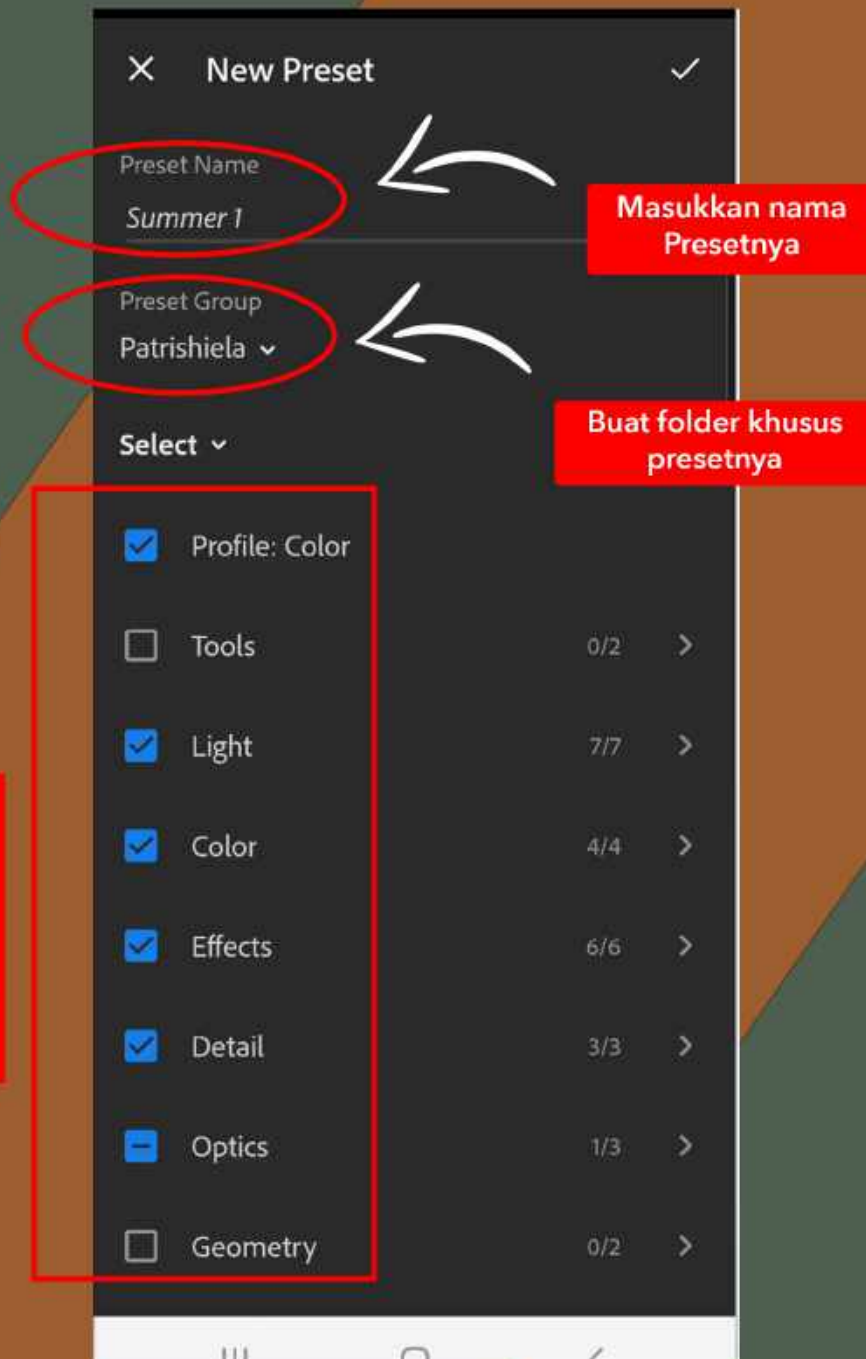 New Preset
Preset Name
Summer 1
Masukkan nama
Presetnya
Preset Group
Patrishiela
Buat folder khusus
presetnya
Select
Profile: Color
Tools 0/2
Light 7/7
Color 4/4
Effects 6/6
Detail 3/3
Optics 1/3
Geometry 0/2